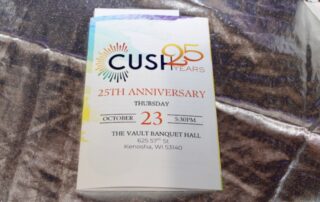 CUSH 25
YEARS
25TH ANNIVERSARY
THURSDAY
OCTOBER 23 5:30PM
THE VAULT BANQUET HALL
625 57th St
Kenosha, WI 53140